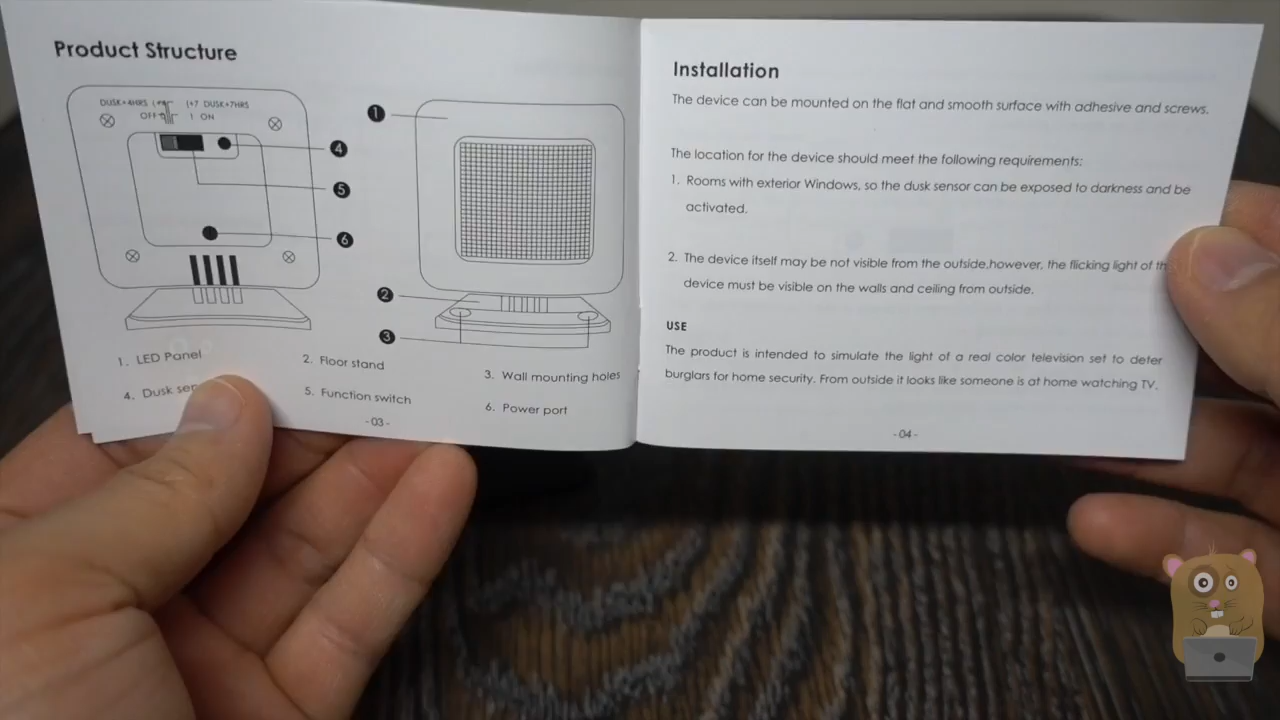 Product Structure
DUSK+4HRS
DUSK+7HRS
OFF
ON
1
4
5
6
2
3
1. LED Panel
2. Floor stand
3. Wall mounting holes
4. Dusk
5. Function switch
6. Power port
-03-
Installation
The device can be mounted on the flat and smooth surface with adhesive and screws.
The location for the device should meet the following requirements:
1. Rooms with exterior Windows, so the dusk sensor can be exposed to darkness and be
activated.
2. The device itself may be not visible from the outside,however, the flicking light of
device must be visible on the walls and ceiling from outside.
USE
The product is intended to simulate the light of a real color television set to deter
burglars for home security. From outside it looks like someone is at home watching TV.
-04-